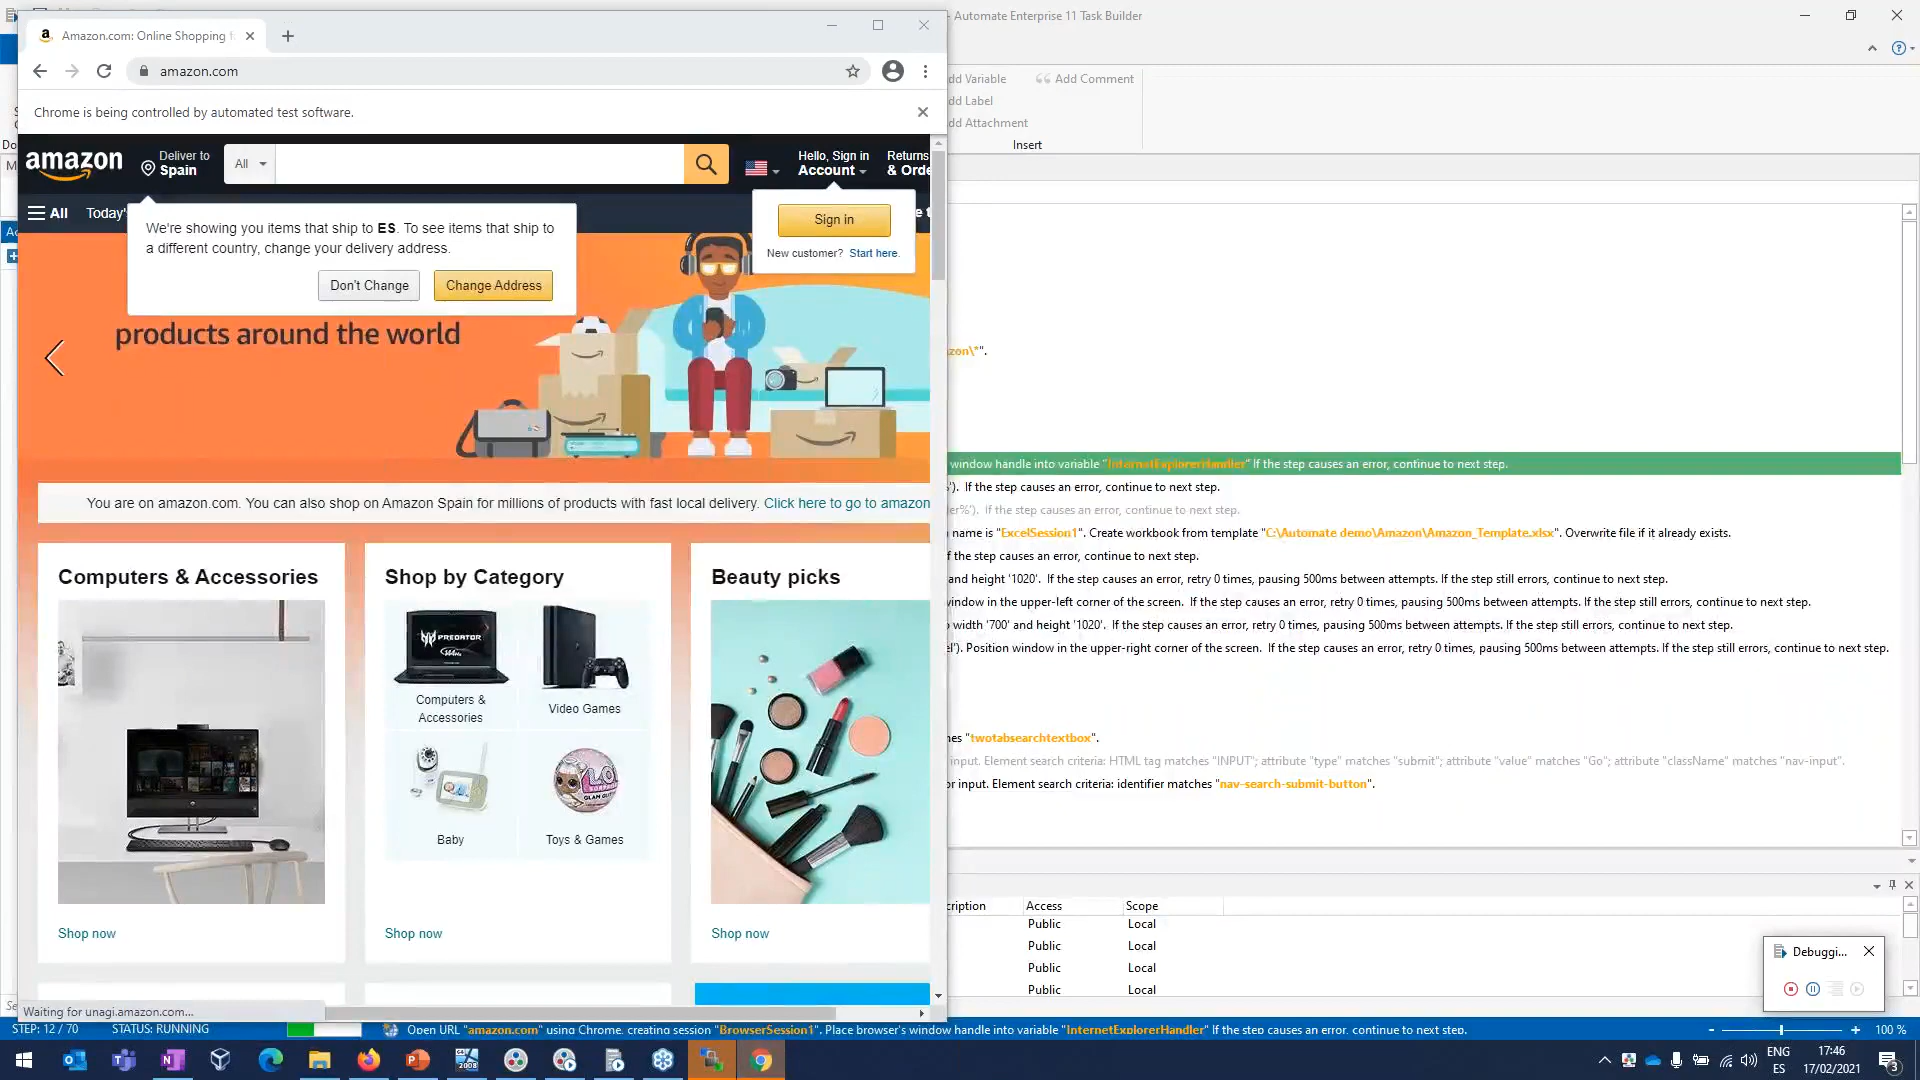 - Automate Enterprise 11 Task Builder
Amazon.com: Online Shopping f
amazon.com
dd Variable
Add Comment
dd Label
Chrome is being controlled by automated test software.
dd Attachment
Insert
Do
M
amazon
Deliver to
Spain
All
Hello, Sign in
Account
Returns
& Orde
All
Today'
Sign in
New customer? Start here.
We're showing you items that ship to ES. To see items that ship to
a different country, change your delivery address.
Don't Change
Change Address
products around the world
zon\*".
window handle into variable "InternetExplorerHandler" If the step causes an error, continue to next step.
'). If the step causes an error, continue to next step.
er%'). If the step causes an error, continue to next step.
name is "ExcelSession1". Create workbook from template "C:\Automate demo\Amazon\Amazon_Template.xlsx". Overwrite file if it already exists.
f the step causes an error, continue to next step.
and height '1020'. If the step causes an error, retry 0 times, pausing 500ms between attempts. If the step still errors, continue to next step.
indow in the upper-left corner of the screen. If the step causes an error, retry 0 times, pausing 500ms between attempts. If the step still errors, continue to next step.
width '700' and height '1020'. If the step causes an error, retry 0 times, pausing 500ms between attempts. If the step still errors, continue to next step.
el'). Position window in the upper-right corner of the screen. If the step causes an error, retry 0 times, pausing 500ms between attempts. If the step still errors, continue to next step.
hes "twotabsearchtextbox".
input. Element search criteria: HTML tag matches "INPUT"; attribute "type" matches "submit"; attribute "value" matches "Go"; attribute "className" matches "nav-input".
or input. Element search criteria: identifier matches "nav-search-submit-button".
You are on amazon.com. You can also shop on Amazon Spain for millions of products with fast local delivery. Click here to go to amazon
Computers & Accessories
Shop now
Shop by Category
PREDATOR
Computers &
Accessories
Video Games
Baby
Toys & Games
Shop now
Beauty picks
Shop now
cription
Access
Scope
Public
Local
Public
Local
Public
Local
Public
Local
Debuggi...
Waiting for unagi.amazon.com...
STEP: 12 / 70
STATUS: RUNNING
Open URL "amazon.com" using Chrome, creating session "BrowserSession1". Place browser's window handle into variable "InternetExplorerHandler" If the step causes an error, continue to next step.
100 %
2008
ENG
ES
17:46
17/02/2021
3